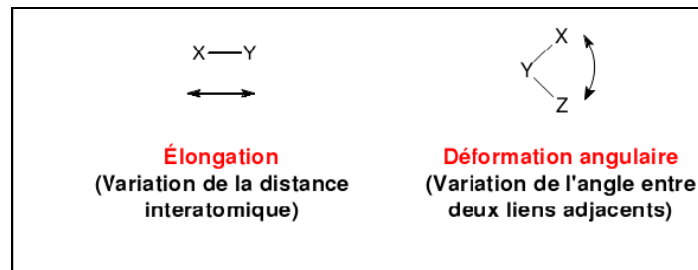 X—Y
X
Y
Z
Élongation
(Variation de la distance
interatomique)
Déformation angulaire
(Variation de l'angle entre
deux liens adjacents)